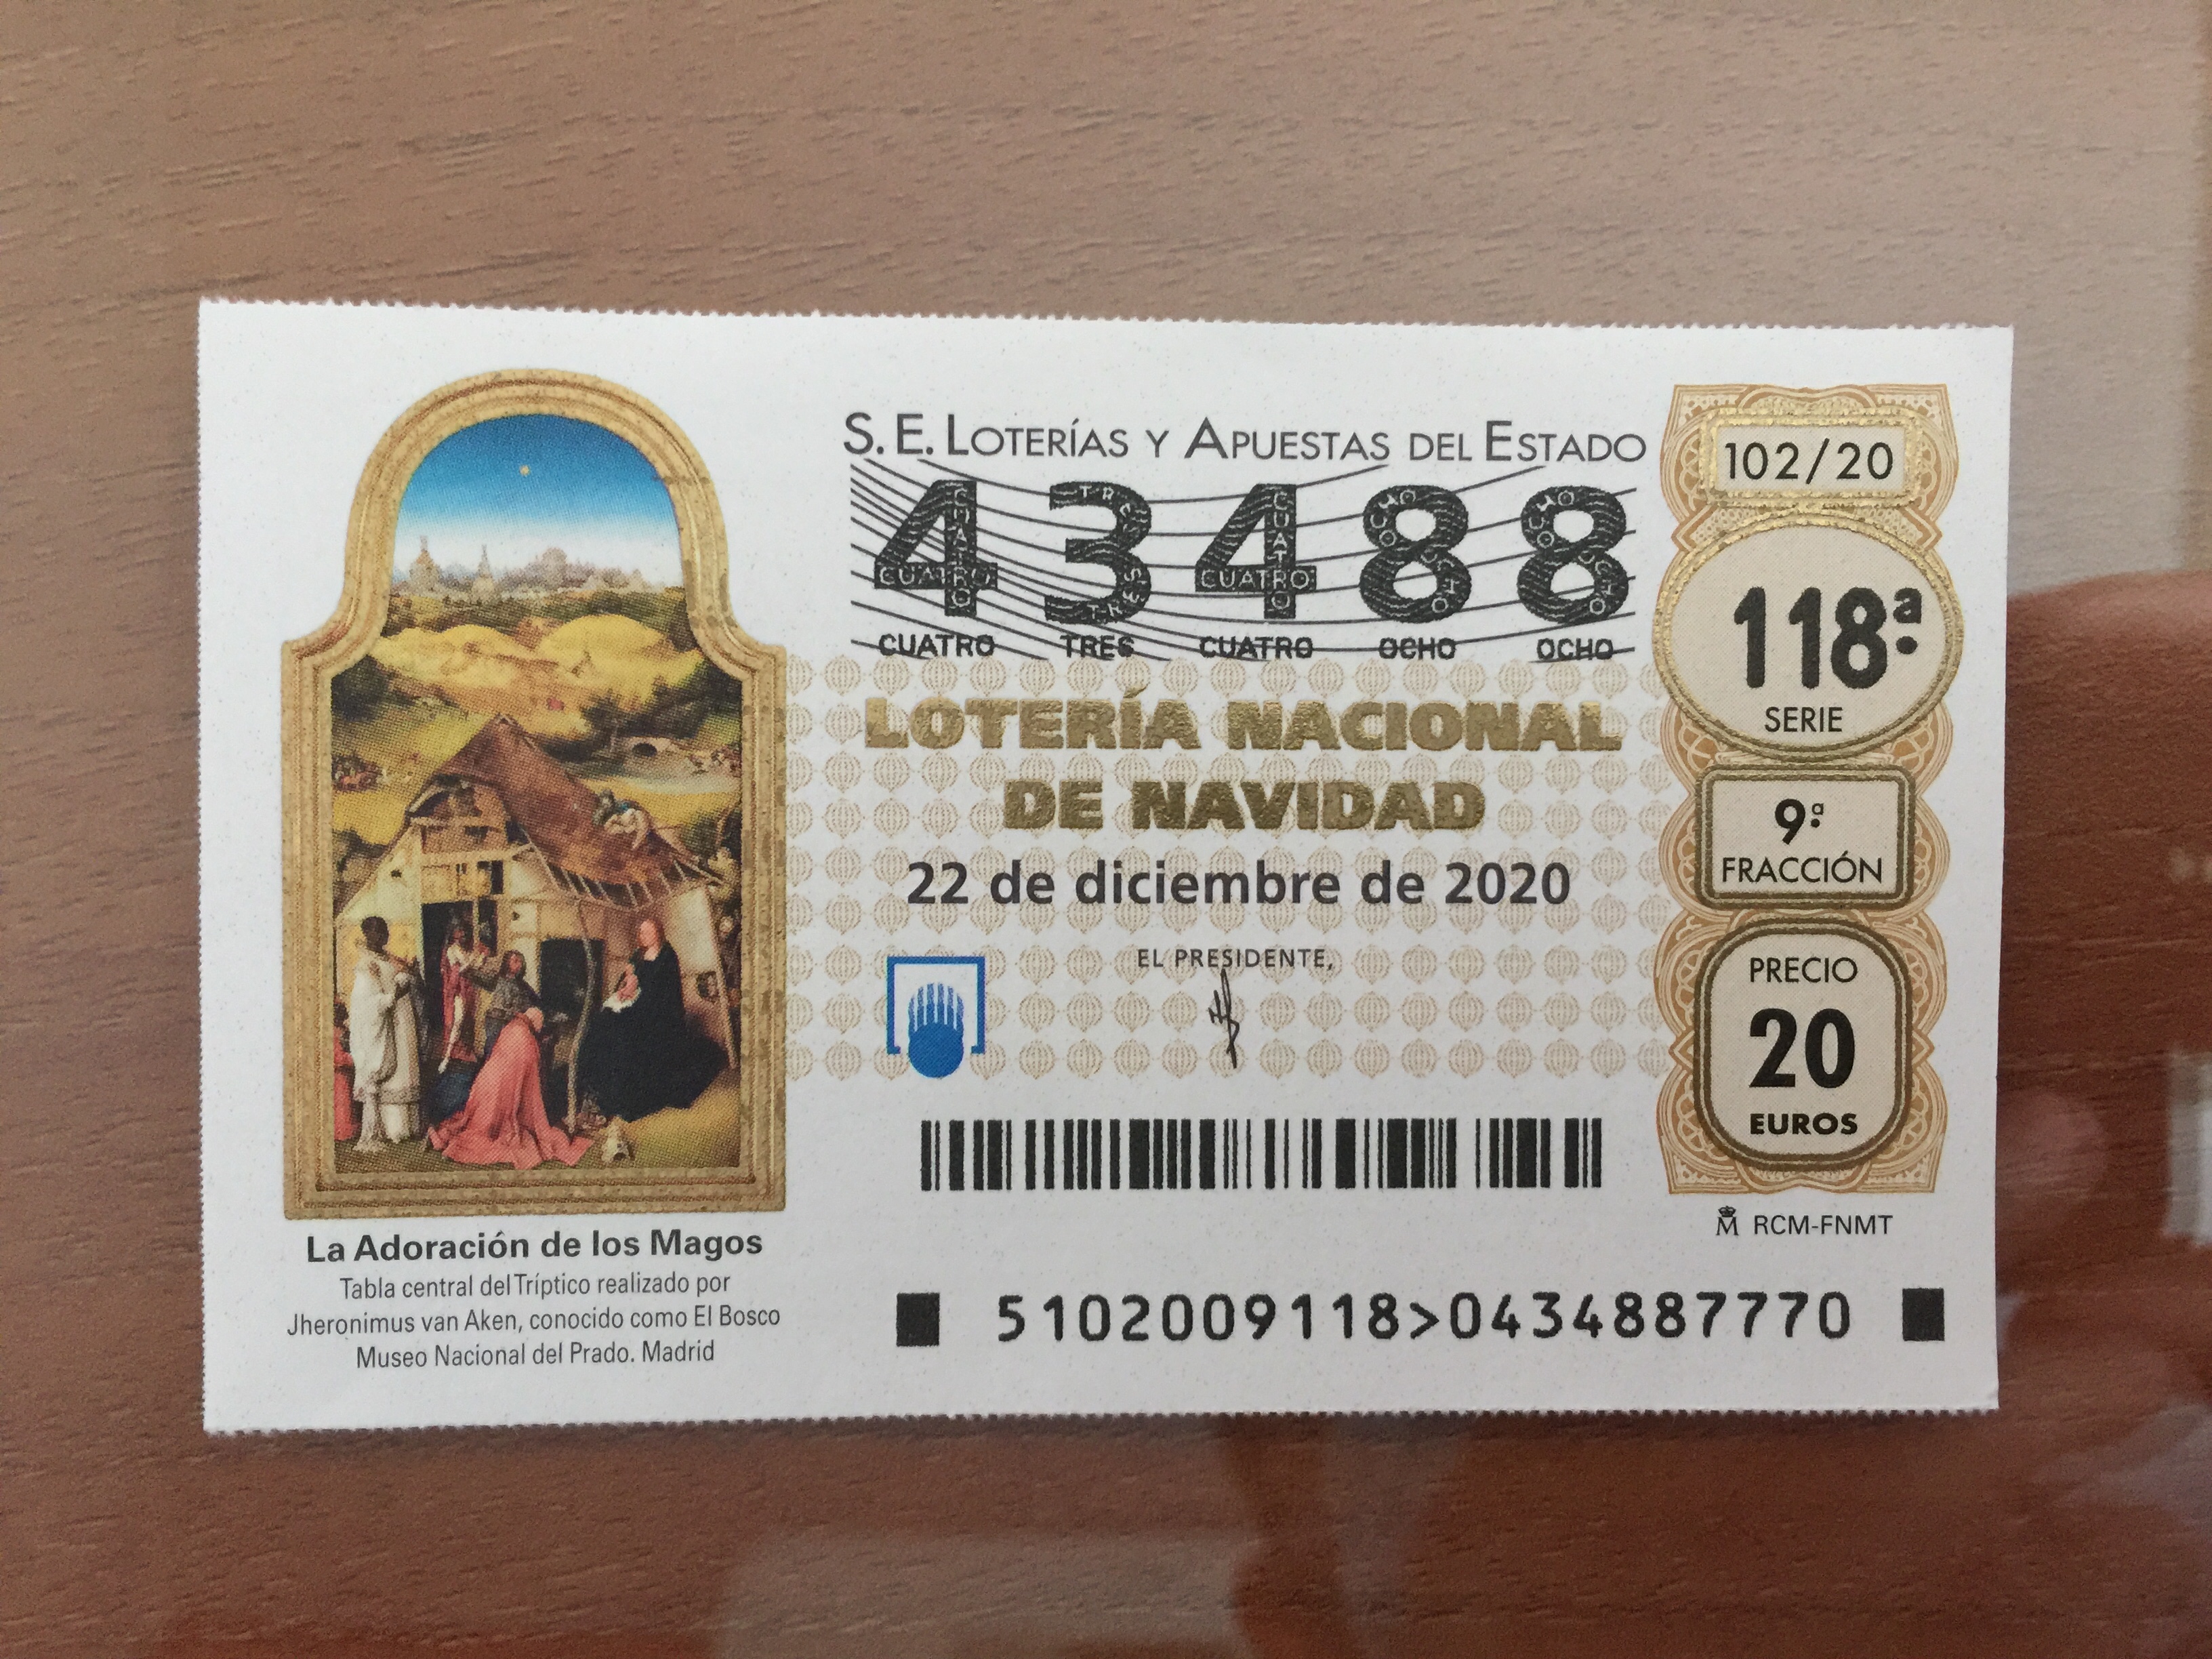 S.E. LOTERÍAS Y APUESTAS DEL ESTADO
43488
CUATRO TRES CUATRO OCHO OCHO
LOTERÍA NACIONAL
DE NAVIDAD
22 de diciembre de 2020
EL PRESIDENTE,
102/20
118ª
SERIE
9ª
FRACCIÓN
PRECIO
20
EUROS
M RCM-FNMT
La Adoración de los Magos
Tabla central del Tríptico realizado por
Jheronimus van Aken, conocido como El Bosco
Museo Nacional del Prado. Madrid
5102009118>0434887770